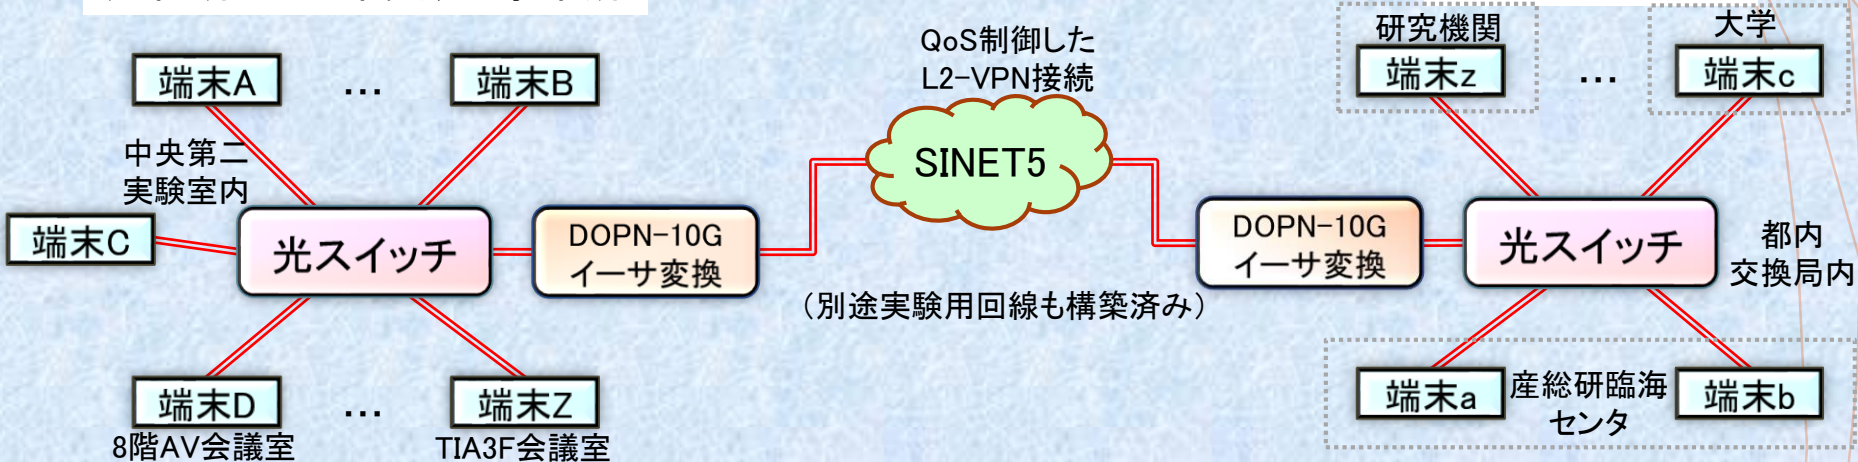 端末A
…
端末B
中央第二
実験室内
端末C
光スイッチ
DOPN-10G
イーサ変換
端末D
…
端末Z
8階AV会議室
TIA3F会議室
QoS制御した
L2-VPN接続
SINET5
(別途実験用回線も構築済み)
研究機関
大学
端末z
…
端末c
DOPN-10G
イーサ変換
光スイッチ
都内
交換局内
端末a
産総研臨海
センタ
端末b